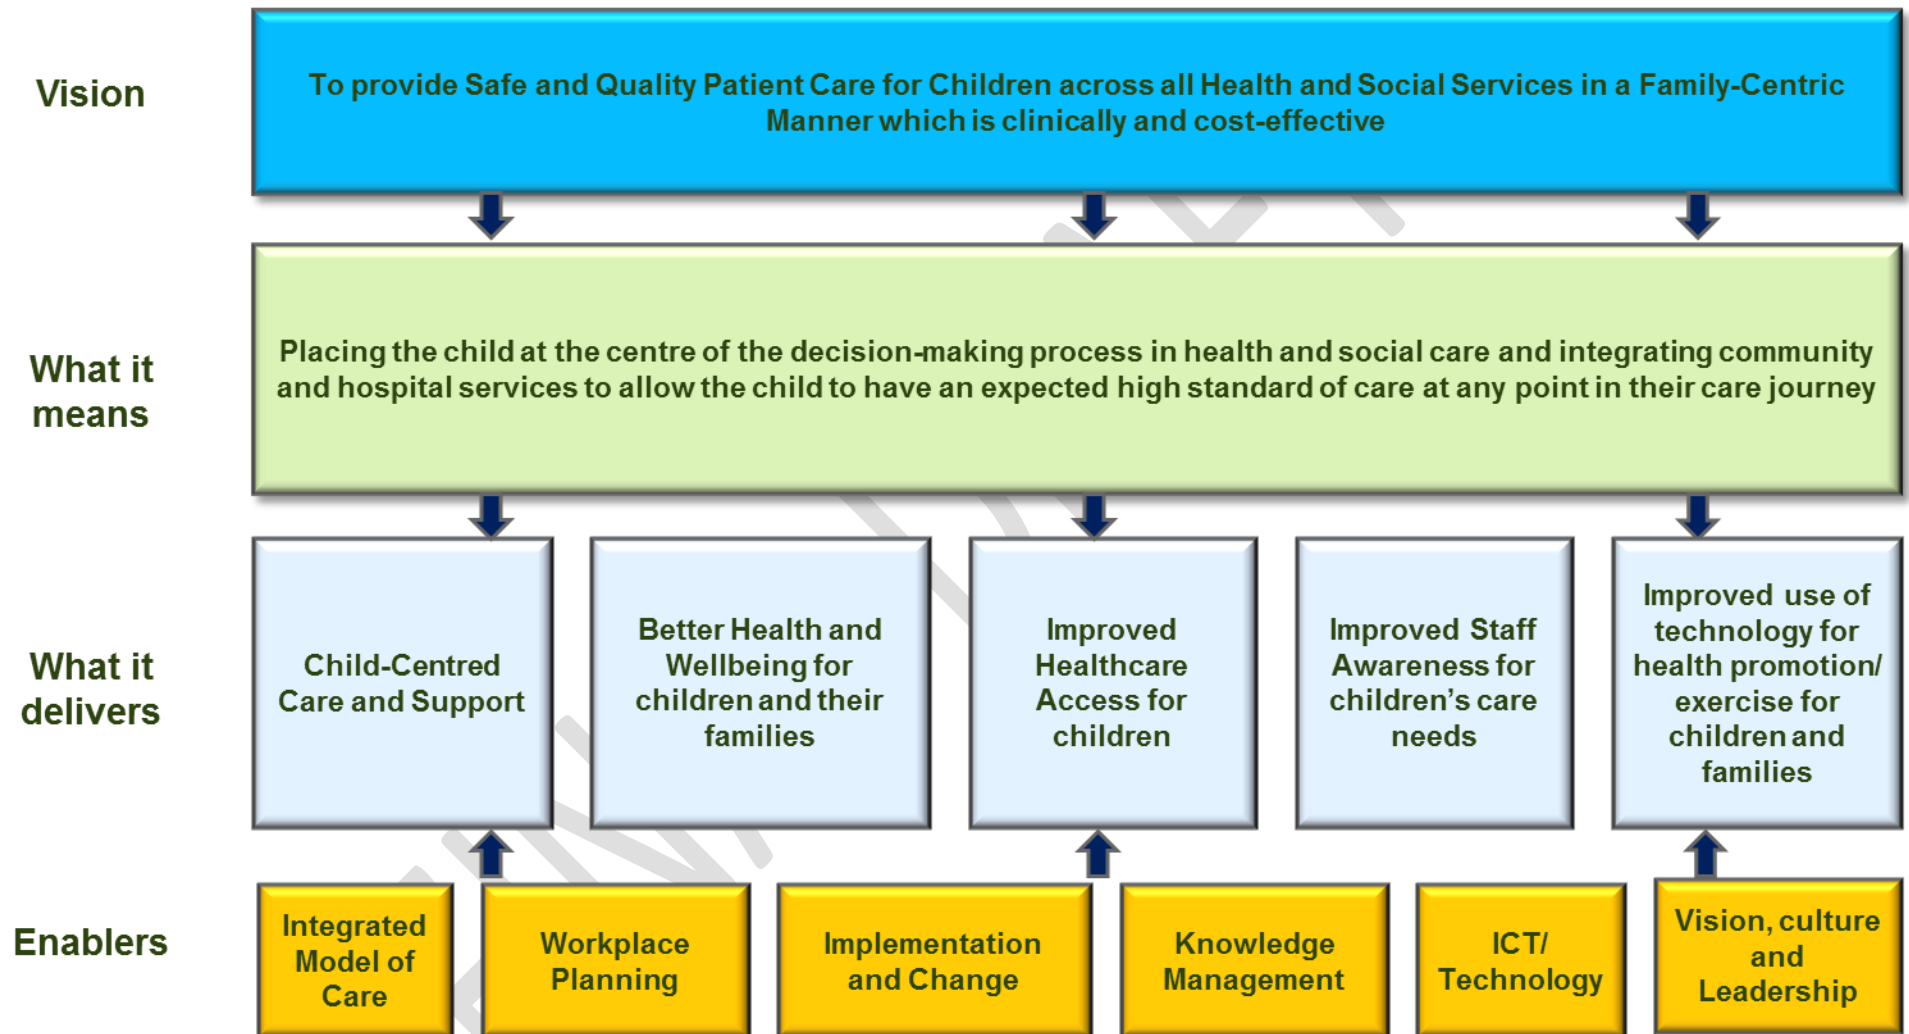 Vision
To provide Safe and Quality Patient Care for Children across all Health and Social Services in a Family-Centric
Manner which is clinically and cost-effective
What it
means
Placing the child at the centre of the decision-making process in health and social care and integrating community
and hospital services to allow the child to have an expected high standard of care at any point in their care journey
What it
delivers
Child-Centred
Care and Support
Better Health and
Wellbeing for
children and their
families
Improved
Healthcare
Access for
children
Improved Staff
Awareness for
children's care
needs
Improved use of
technology for
health promotion/
exercise for
children and
families
Enablers
Integrated
Model of
Care
Workplace
Planning
Implementation
and Change
Knowledge
Management
ICT/
Technology
Vision, culture
and
Leadership